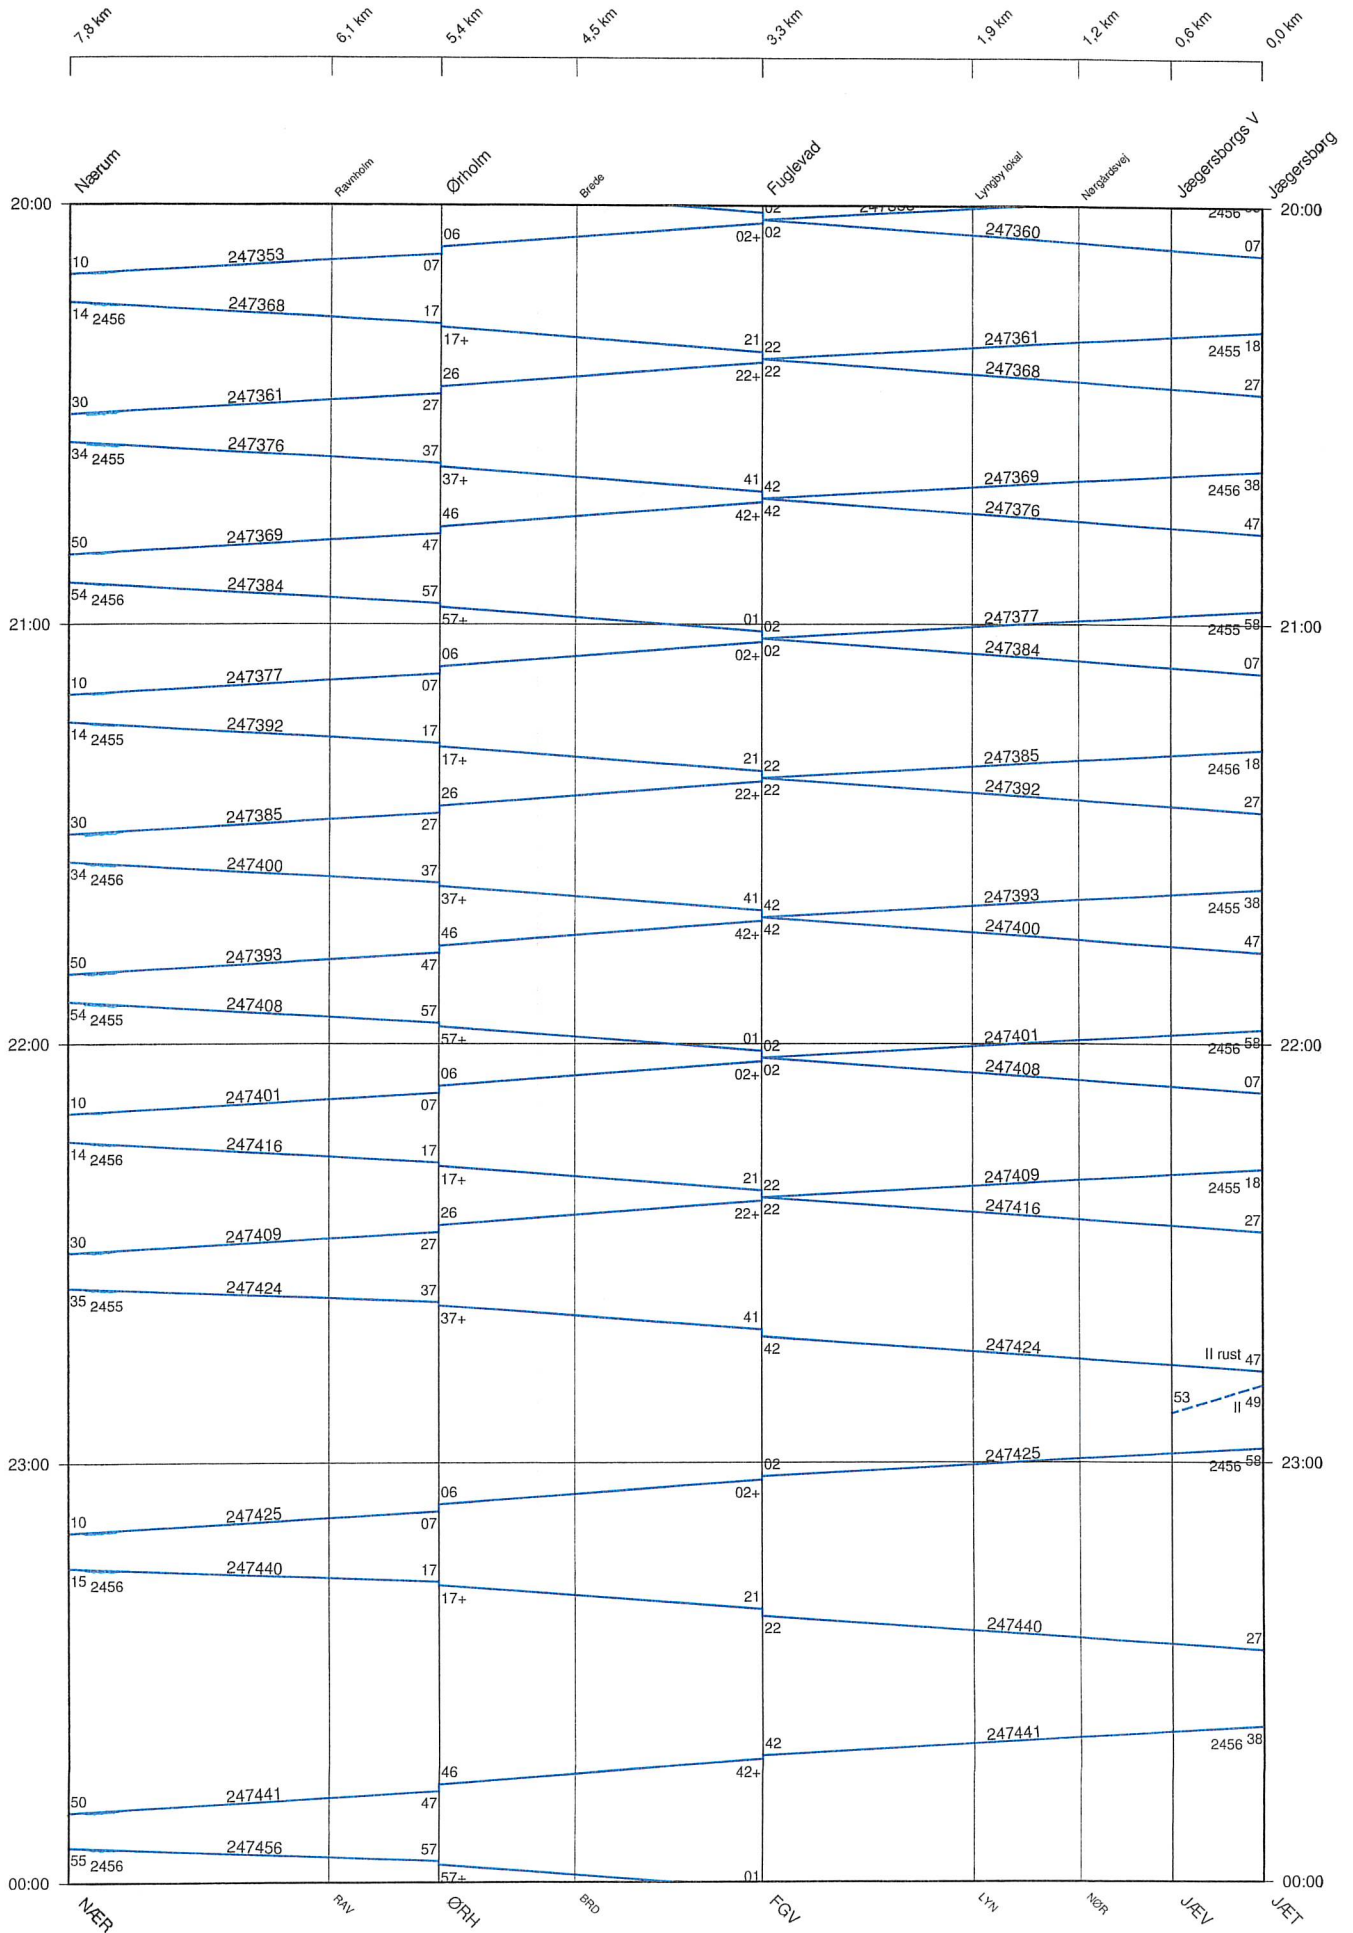 7,8 km 6,1 km 5,4 km 4,5 km 3,3 km 1,9 km 1,2 km 0,6 km 0,0 km
Nærum Ravnholm Ørholm Brede Fuglevad Lyngby lokal Nørgårdsvej Jægersborgs V Jægersborg
20:00 02 2456 20:00
06 02+ 02 247360 07
10 247353 07
14 2456 247368 17
17+ 21 22 247361 2455 18
26 22+ 22 247368 27
30 247361 27
34 2455 247376 37
37+ 41 42 247369 2456 38
46 42+ 42 247376 47
50 247369 47
54 2456 247384 57
21:00 57+ 01 02 247377 2455 58 21:00
06 02+ 02 247384 07
10 247377 07
14 2455 247392 17
17+ 21 22 247385 2456 18
26 22+ 22 247392 27
30 247385 27
34 2456 247400 37
37+ 41 42 247393 2455 38
46 42+ 42 247400 47
50 247393 47
54 2455 247408 57
22:00 57+ 01 02 247401 2456 58 22:00
06 02+ 02 247408 07
10 247401 07
14 2456 247416 17
17+ 21 22 247409 2455 18
26 22+ 22 247416 27
30 247409 27
35 2455 247424 37
37+ 41 42 247424 II rust 47
53 II 49
23:00 02 247425 2456 58 23:00
06 02+
10 247425 07
15 2456 247440 17
17+ 21 22 247440 27
42 247441 2456 38
46 42+
50 247441 47
55 2456 247456 57
00:00 57+ 01 00:00
NÆR RAV ØRH BRD FGV LYN NØR JÆV JÆT